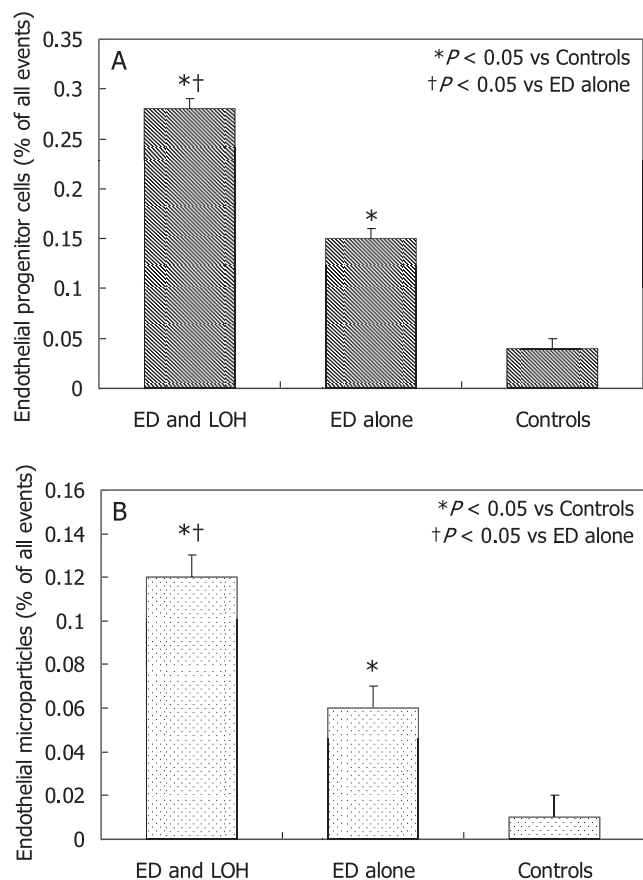 A
*P < 0.05 vs Controls
†P < 0.05 vs ED alone
Endothelial progenitor cells (% of all events)
0.35
0.3
0.25
0.2
0.15
0.1
0.05
0
*†
*
ED and LOH ED alone Controls
B
*P < 0.05 vs Controls
†P < 0.05 vs ED alone
Endothelial microparticles (% of all events)
0.16
0.14
0.12
0.1
0.08
0.06
0.04
0.02
0
*†
*
ED and LOH ED alone Controls